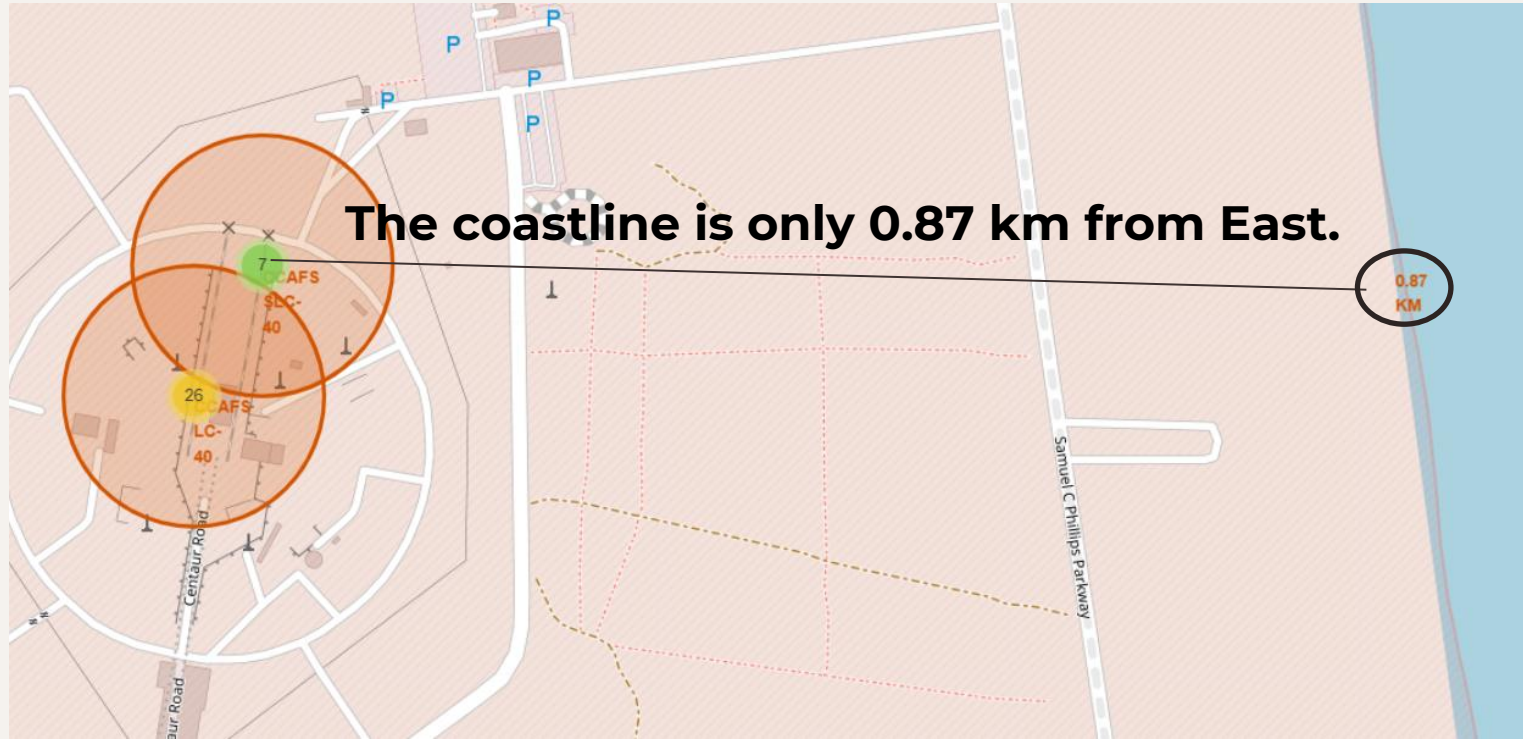 P
P
P
P
P
The coastline is only 0.87 km from East.
7
CCAFS
SLC-
40
0.87
KM
26
CCAFS
LC-
40
Samuel C Phillips Parkway
Centaur Road
aur Road